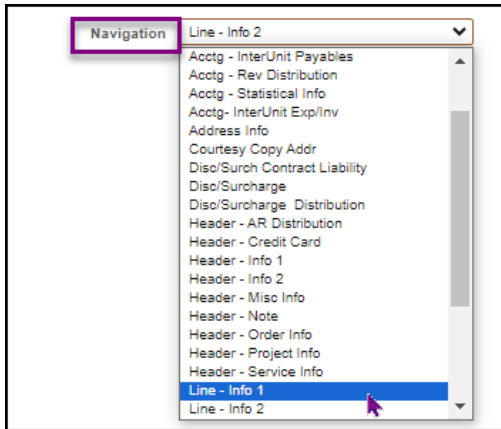 Navigation Line - Info 2
Acctg - InterUnit Payables
Acctg - Rev Distribution
Acctg - Statistical Info
Acctg- InterUnit Exp/Inv
Address Info
Courtesy Copy Addr
Disc/Surch Contract Liability
Disc/Surcharge
Disc/Surcharge  Distribution
Header - AR Distribution
Header - Credit Card
Header - Info 1
Header - Info 2
Header - Misc Info
Header - Note
Header - Order Info
Header - Project Info
Header - Service Info
Line - Info 1
Line - Info 2